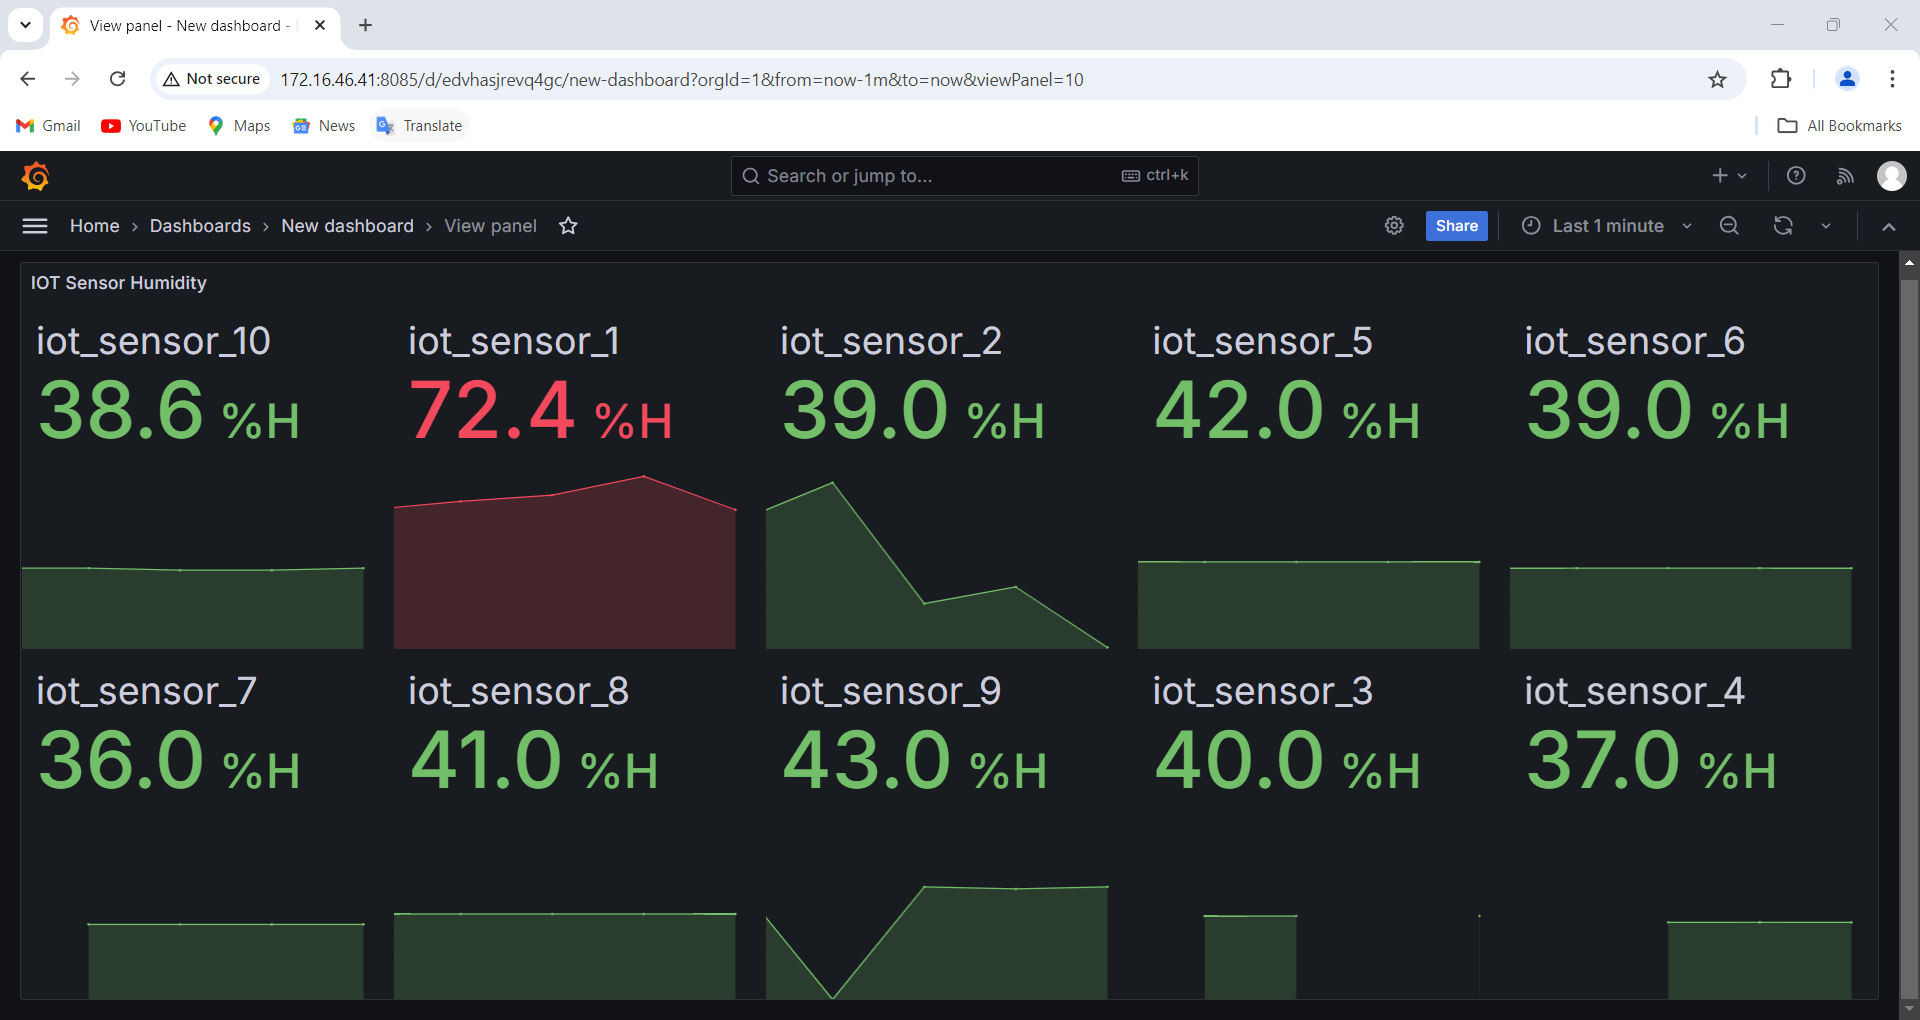 View panel - New dashboard -
Not secure 172.16.46.41:8085/d/edvhasjrevq4gc/new-dashboard?orgId=1&from=now-1m&to=now&viewPanel=10
Gmail YouTube Maps News Translate All Bookmarks
Search or jump to... ctrl+k
Home › Dashboards › New dashboard › View panel Share Last 1 minute
IOT Sensor Humidity
iot_sensor_10 iot_sensor_1 iot_sensor_2 iot_sensor_5 iot_sensor_6
38.6 %H 72.4 %H 39.0 %H 42.0 %H 39.0 %H
iot_sensor_7 iot_sensor_8 iot_sensor_9 iot_sensor_3 iot_sensor_4
36.0 %H 41.0 %H 43.0 %H 40.0 %H 37.0 %H